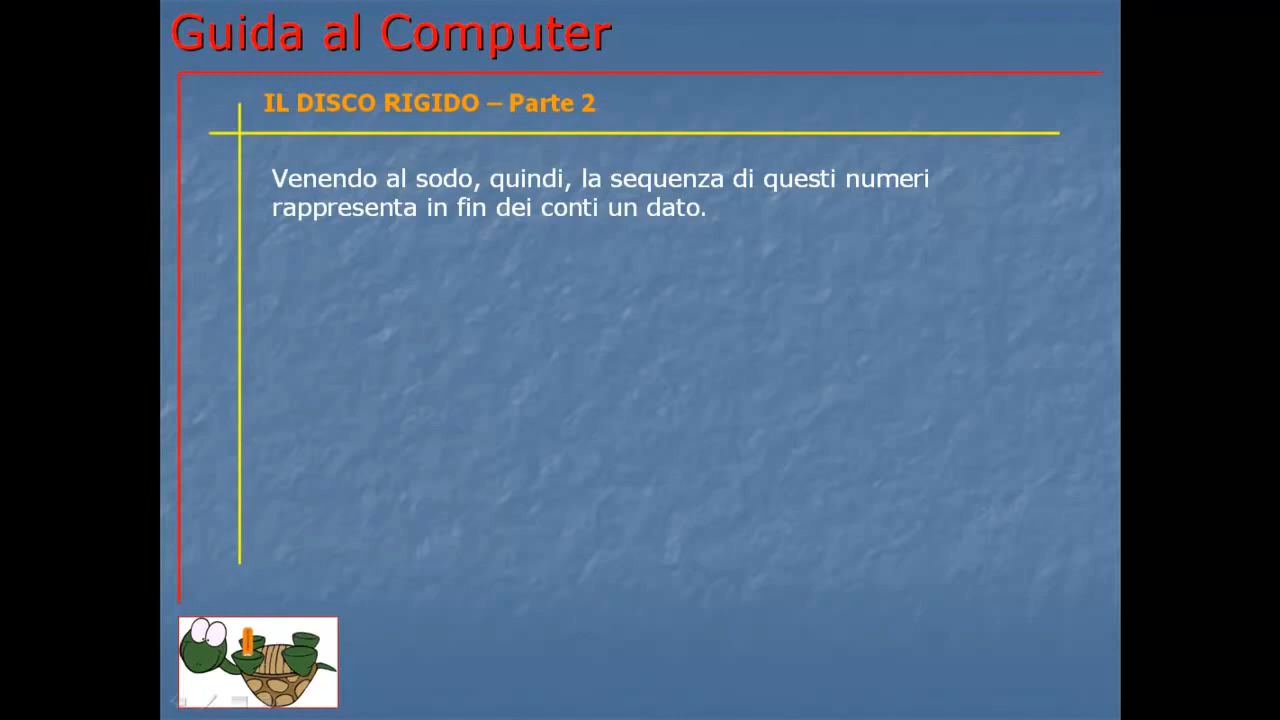 Guida al Computer
IL DISCO RIGIDO – Parte 2
Venendo al sodo, quindi, la sequenza di questi numeri
rappresenta in fin dei conti un dato.